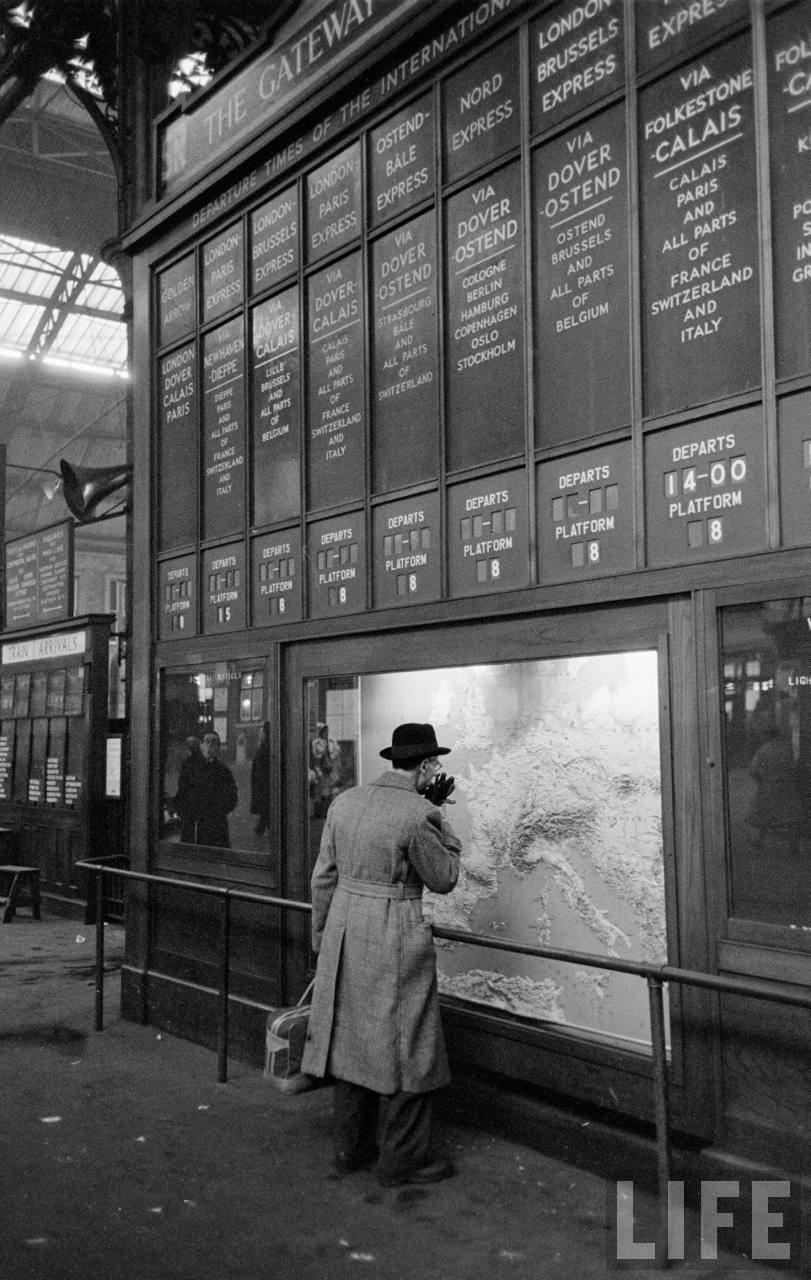 THE GATEWAY
DEPARTURE TIMES OF THE INTERNATION
GOLDEN
ARROW
LONDON
DOVER
CALAIS
PARIS
DEPARTS
PLATFORM
8
LONDON-
PARIS
EXPRESS
VIA
NEWHAVEN
-DIEPPE
DIEPPE
PARIS
AND
ALL PARTS
OF
FRANCE
SWITZERLAND
AND
ITALY
DEPARTS
PLATFORM
15
LONDON-
BRUSSELS
EXPRESS
VIA
DOVER-
CALAIS
LILLE
BRUSSELS
AND
ALL PARTS
OF
BELGIUM
DEPARTS
PLATFORM
8
LONDON-
PARIS
EXPRESS
VIA
DOVER-
CALAIS
CALAIS
PARIS
AND
ALL PARTS
OF
FRANCE
SWITZERLAND
AND
ITALY
DEPARTS
PLATFORM
8
OSTEND-
BÂLE
EXPRESS
VIA
DOVER
OSTEND
STRASBOURG
BÂLE
AND
ALL PARTS
OF
SWITZERLAND
DEPARTS
PLATFORM
8
NORD
EXPRESS
VIA
DOVER
-OSTEND
COLOGNE
BERLIN
HAMBURG
COPENHAGEN
OSLO
STOCKHOLM
DEPARTS
PLATFORM
8
LONDON
BRUSSELS
EXPRESS
VIA
DOVER
-OSTEND
OSTEND
BRUSSELS
AND
ALL PARTS
OF
BELGIUM
DEPARTS
PLATFORM
8
EXPRESS
VIA
FOLKESTONE
-CALAIS
CALAIS
PARIS
AND
ALL PARTS
OF
FRANCE
SWITZERLAND
AND
ITALY
DEPARTS
14-00
PLATFORM
8
TRAIN ARRIVALS
LIFE